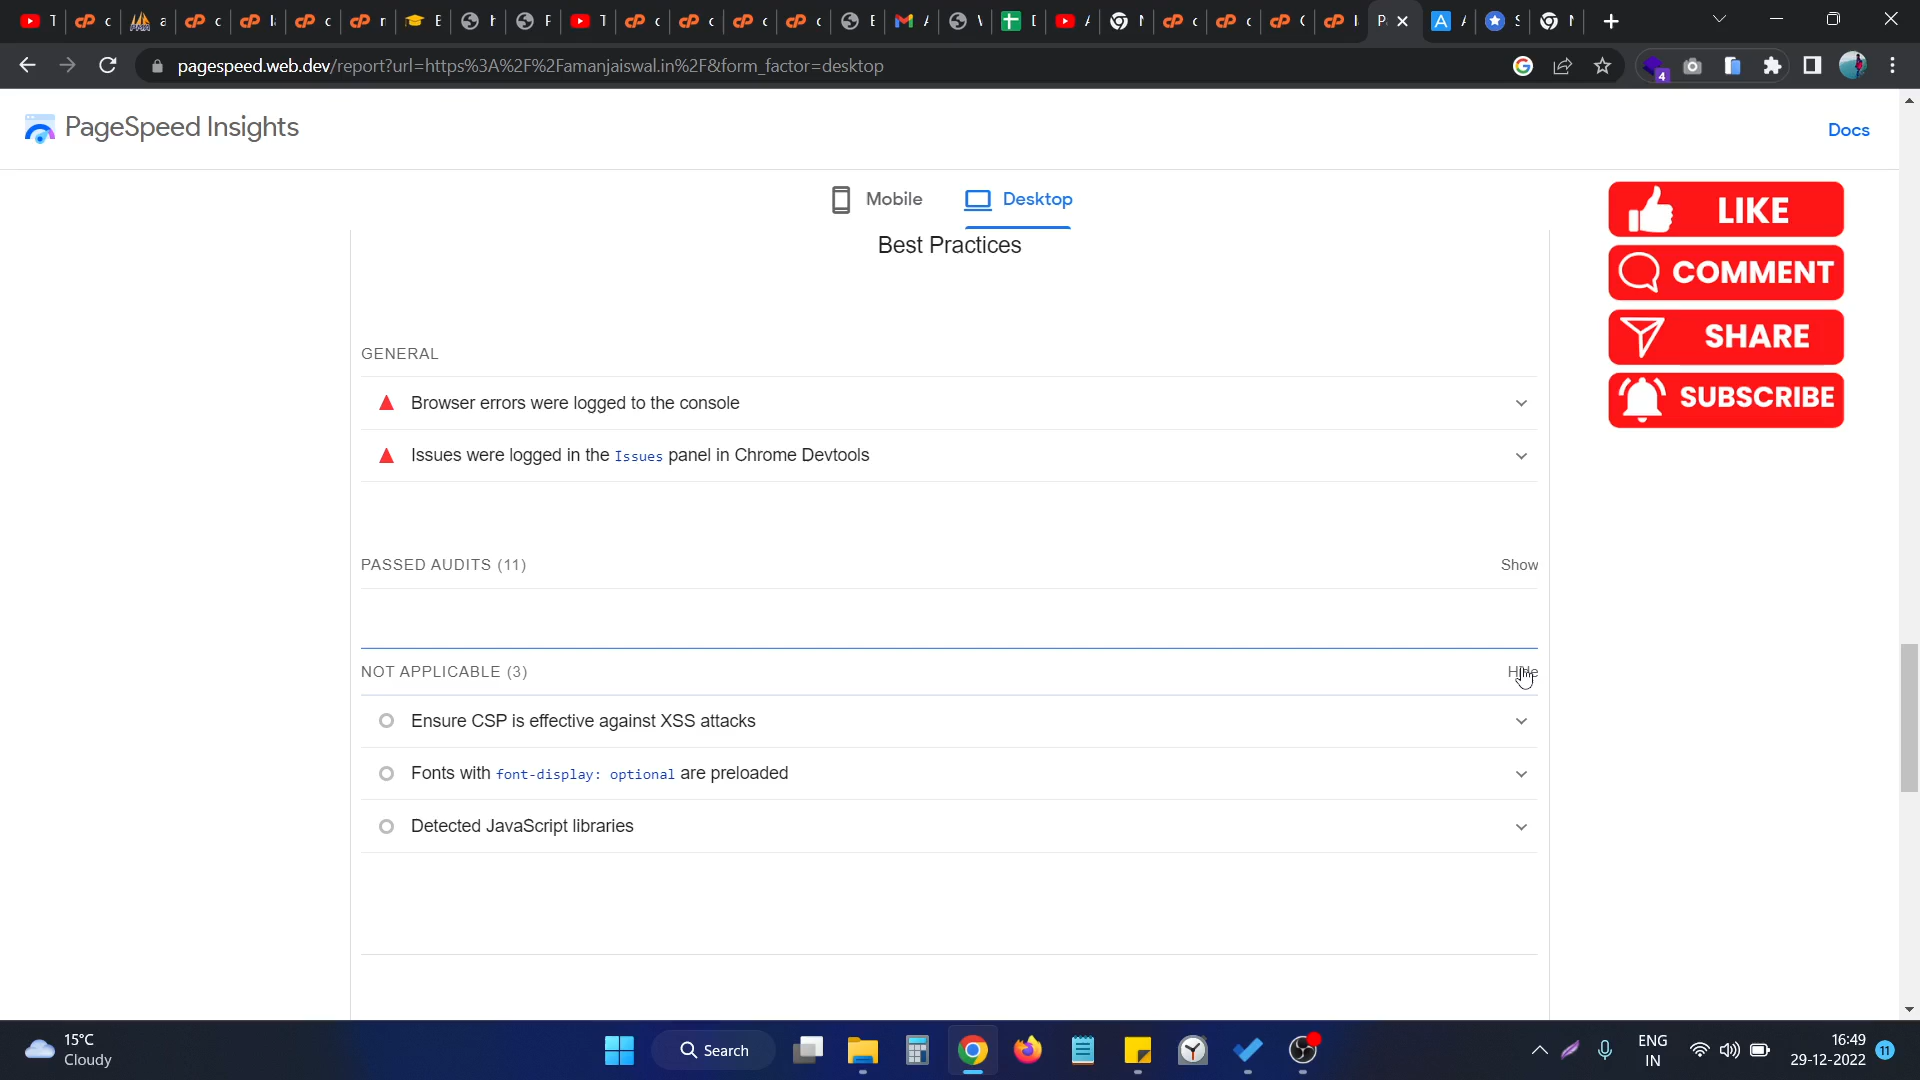 pagespeed.web.dev/report?url=https%3A%2F%2Famanjaiswal.in%2F&form_factor=desktop
4
PageSpeed Insights
Docs
Mobile
Desktop
LIKE
COMMENT
SHARE
SUBSCRIBE
Best Practices
GENERAL
Browser errors were logged to the console
Issues were logged in the Issues panel in Chrome Devtools
PASSED AUDITS (11)
Show
NOT APPLICABLE (3)
Hide
Ensure CSP is effective against XSS attacks
Fonts with font-display: optional are preloaded
Detected JavaScript libraries
15°C
Cloudy
Search
ENG
IN
16:49
29-12-2022
11